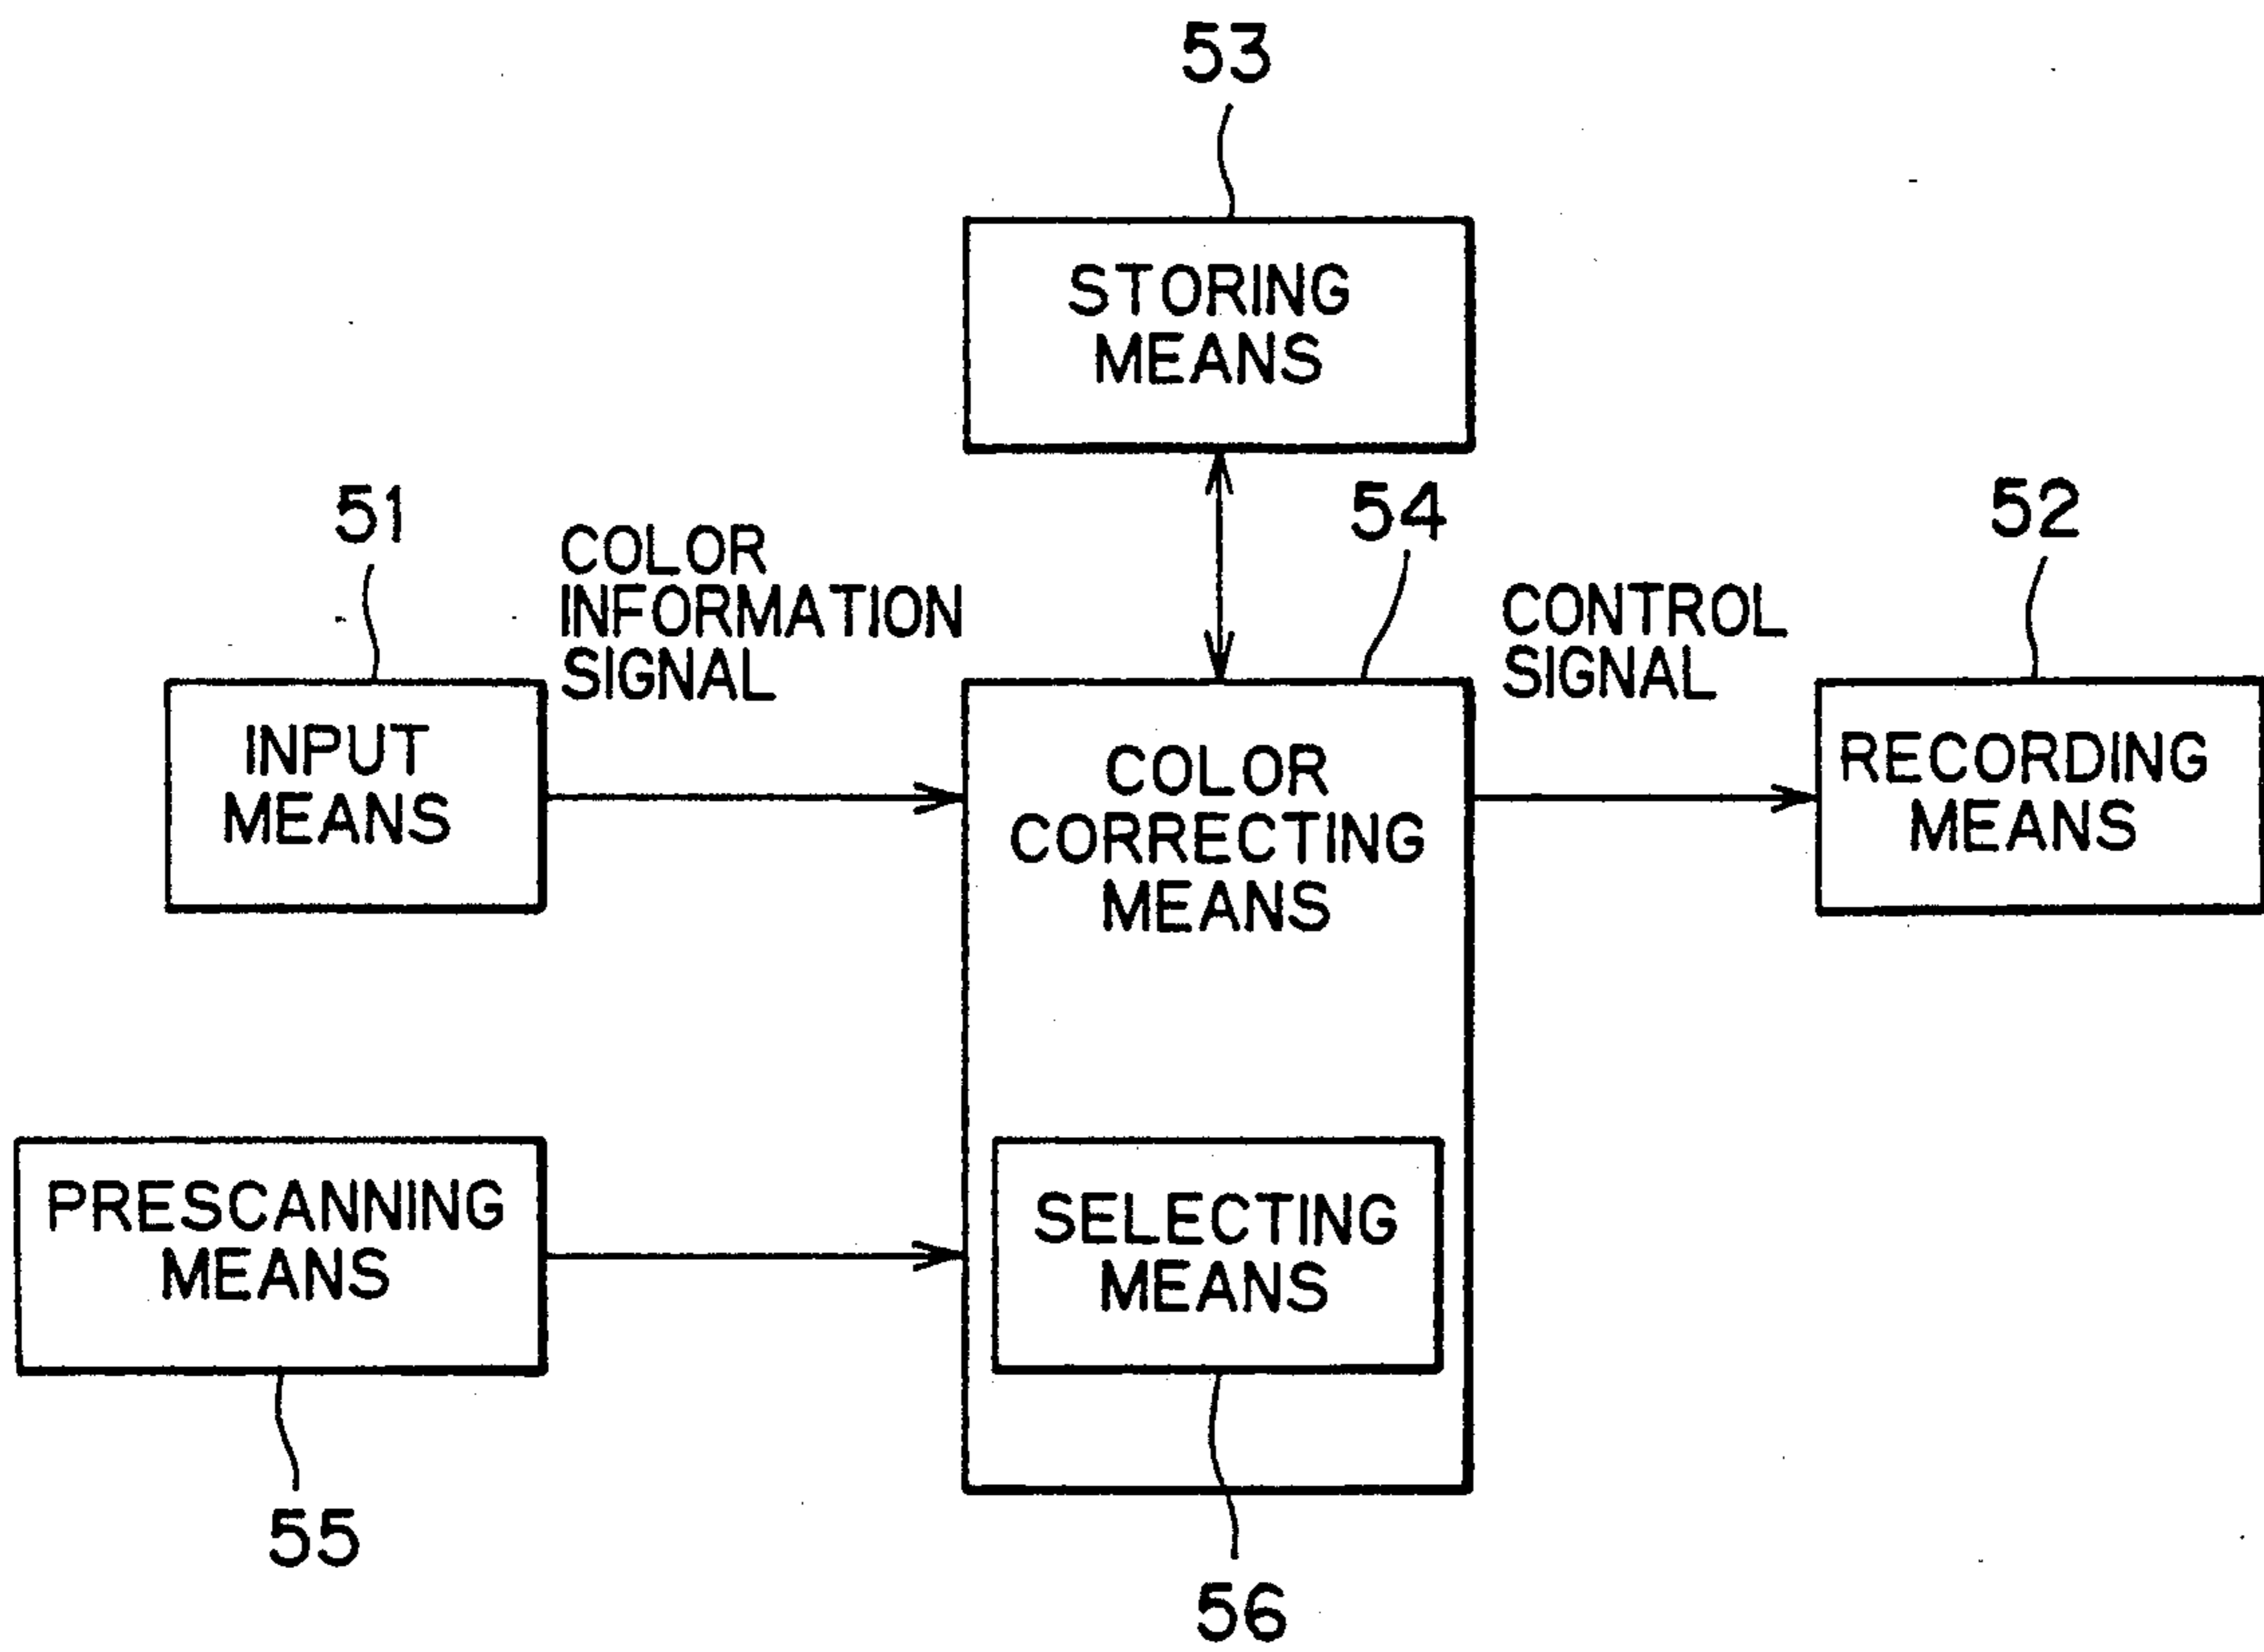 53
STORING
MEANS
51
COLOR
INFORMATION
SIGNAL
54
CONTROL
SIGNAL
52
INPUT
MEANS
COLOR
CORRECTING
MEANS
RECORDING
MEANS
PRESCANNING
MEANS
SELECTING
MEANS
55
56